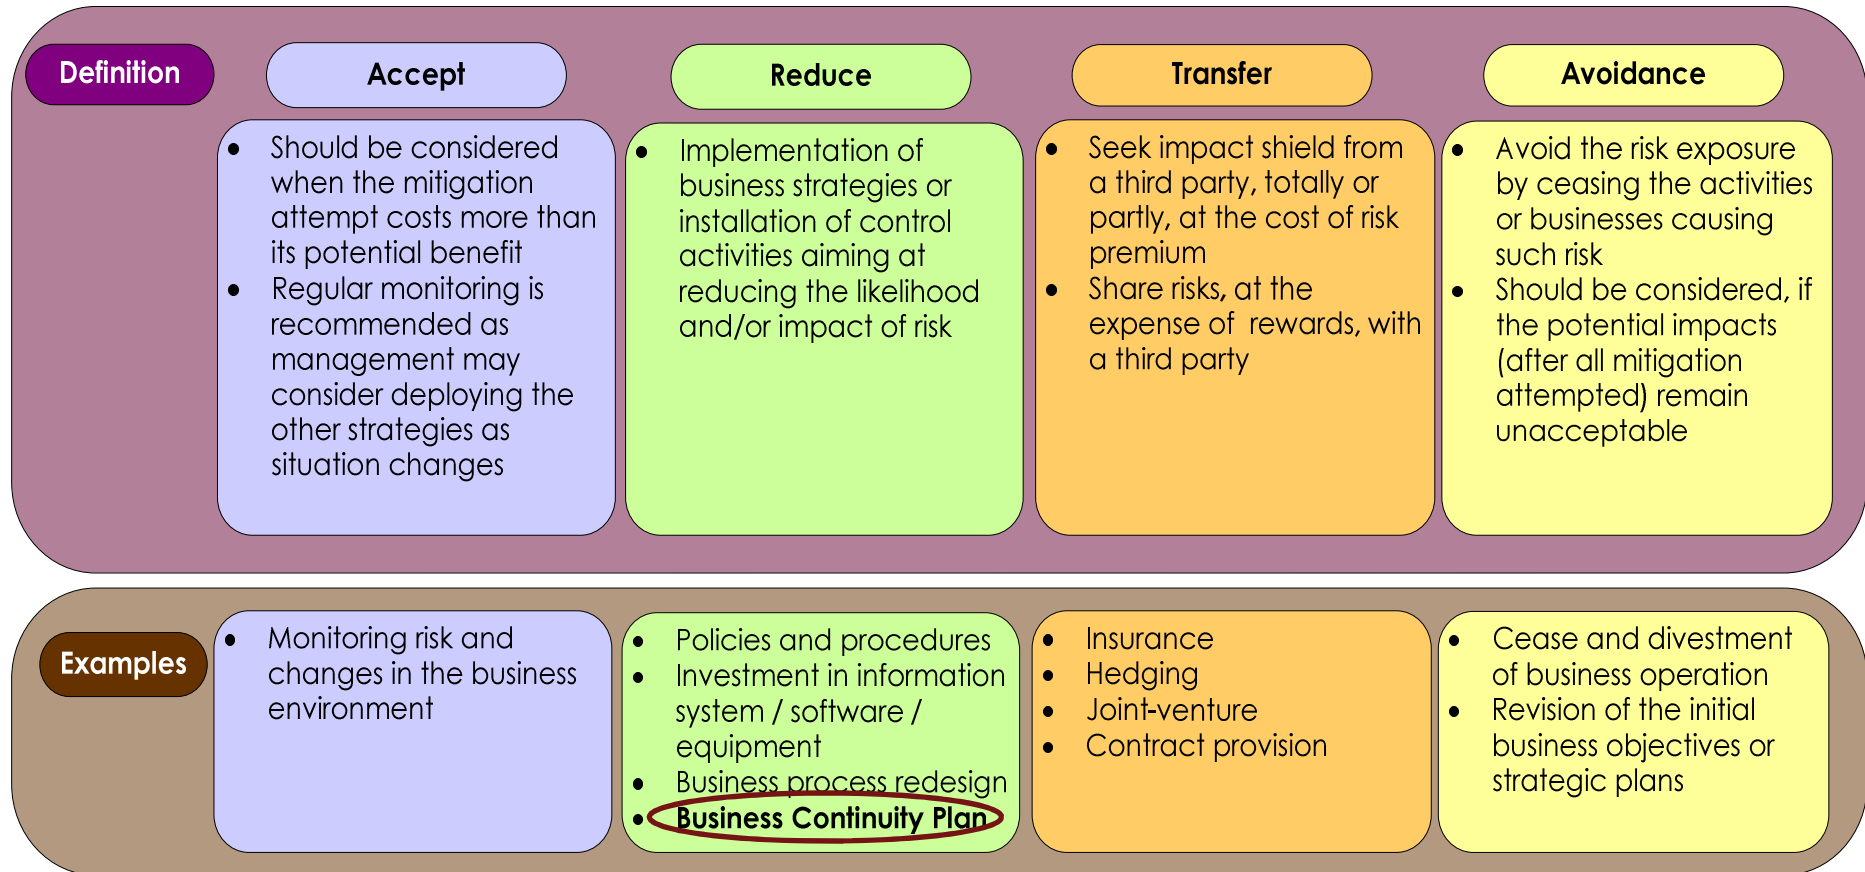 Definition
Accept
Reduce
Transfer
Avoidance
• Should be considered
when the mitigation
attempt costs more than
its potential benefit
• Regular monitoring is
recommended as
management may
consider deploying the
other strategies as
situation changes
• Implementation of
business strategies or
installation of control
activities aiming at
reducing the likelihood
and/or impact of risk
• Seek impact shield from
a third party, totally or
partly, at the cost of risk
premium
• Share risks, at the
expense of rewards, with
a third party
• Avoid the risk exposure
by ceasing the activities
or businesses causing
such risk
• Should be considered, if
the potential impacts
(after all mitigation
attempted) remain
unacceptable
Examples
• Monitoring risk and
changes in the business
environment
• Policies and procedures
• Investment in information
system / software /
equipment
• Business process redesign
• Business Continuity Plan
• Insurance
• Hedging
• Joint-venture
• Contract provision
• Cease and divestment
of business operation
• Revision of the initial
business objectives or
strategic plans